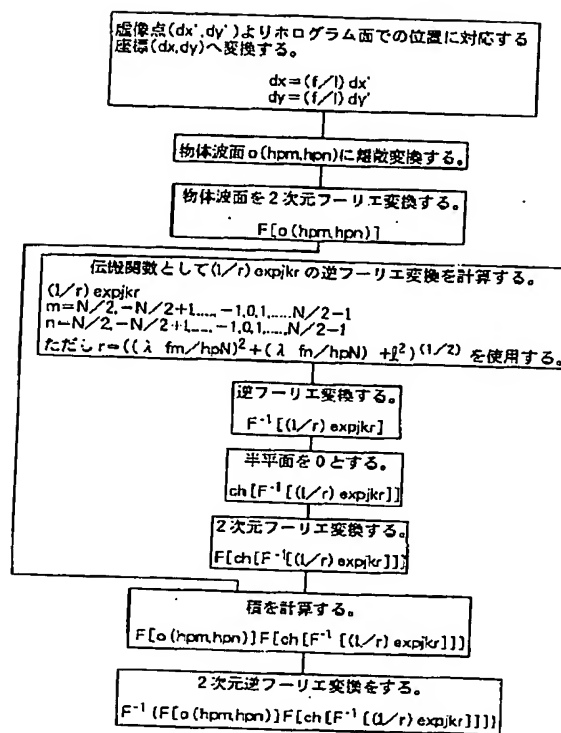 虚像点(dx',dy')よりホログラム面での位置に対応する
座標(dx,dy)へ変換する。
dx=(f/l) dx'
dy=(f/l) dy'
物体波面o(hpm,hpn)に離散変換する。
物体波面を2次元フーリエ変換する。
F[o(hpm,hpn)]
伝搬関数として(1/r) expjkr の逆フーリエ変換を計算する。
(1/r) expjkr
m=N/2,-N/2+1,....,-1,0,1,.....N/2-1
n-N/2,-N/2+1,....,-1,0,1,.....N/2-1
ただしr=((λ fm/hpN)²+(λ fn/hpN) +l²)^(1/2) を使用する。
逆フーリエ変換する。
F⁻¹[(1/r) expjkr]
半平面を0とする。
ch[F⁻¹[(1/r) expjkr]]
2次元フーリエ変換する。
F[ch[F⁻¹[(1/r) expjkr]]]
積を計算する。
F[o(hpm,hpn)]F[ch[F⁻¹ [(1/r) expjkr]]]
2次元逆フーリエ変換をする。
F⁻¹{F[o(hpm,hpn)]F[ch[F⁻¹ [(1/r) expjkr]]]}